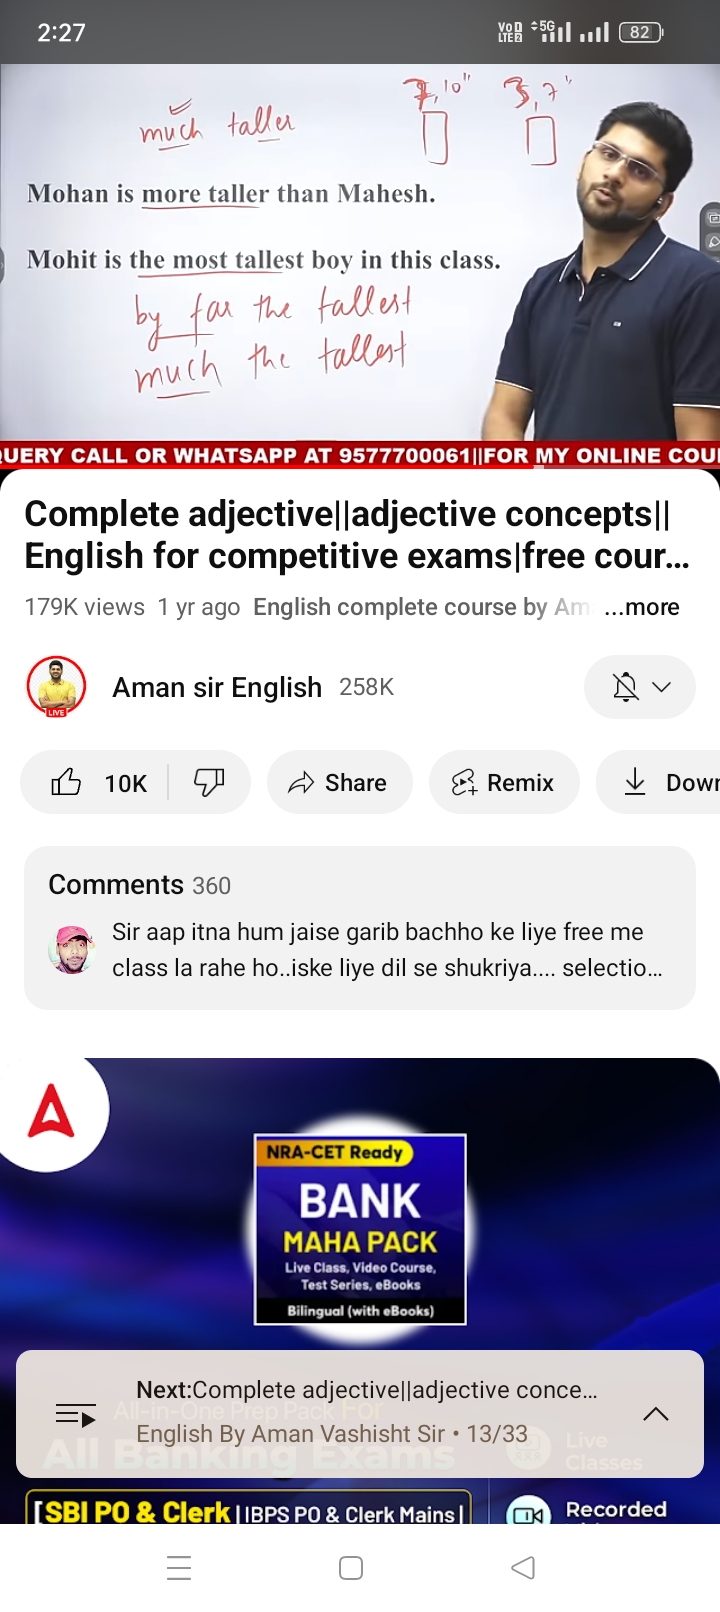 2:27
VoD LTE2 5G 82
7,10" 3,7"
much taller
Mohan is more taller than Mahesh.
Mohit is the most tallest boy in this class.
by far the tallest
much the tallest
QUERY CALL OR WHATSAPP AT 9577700061||FOR MY ONLINE COU
Complete adjective||adjective concepts||
English for competitive exams|free cour...
179K views 1 yr ago English complete course by Am ...more
LIVE
Aman sir English 258K
10K Share Remix Down
Comments 360
Sir aap itna hum jaise garib bachho ke liye free me
class la rahe ho..iske liye dil se shukriya.... selectio...
NRA-CET Ready
BANK
MAHA PACK
Live Class, Video Course,
Test Series, eBooks
Bilingual (with eBooks)
Next:Complete adjective||adjective conce...
English By Aman Vashisht Sir • 13/33
All-in-One Prep Pack For
All Banking Exams
Live
Classes
[SBI PO & Clerk | IBPS PO & Clerk Mains|
Recorded